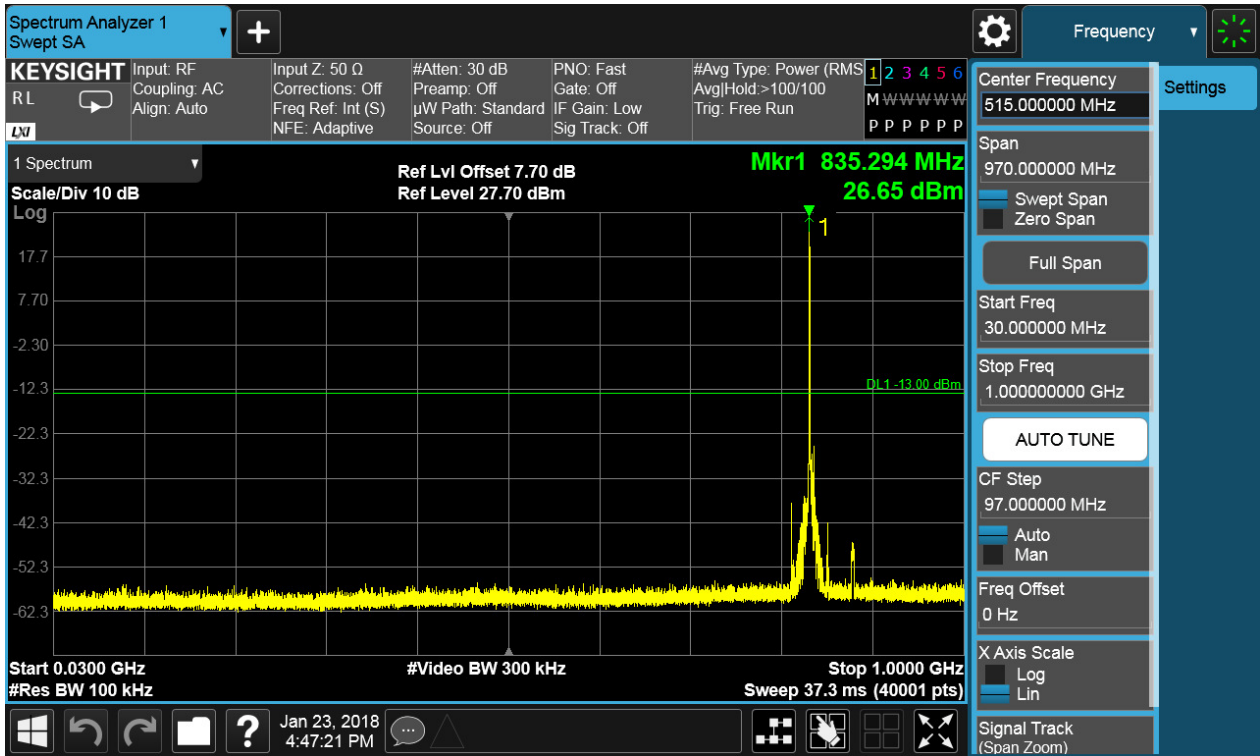 Spectrum Analyzer 1
Swept SA
Frequency
KEYSIGHT
R L
LXI
Input: RF
Coupling: AC
Align: Auto
Input Z: 50 Ω
Corrections: Off
Freq Ref: Int (S)
NFE: Adaptive
#Atten: 30 dB
Preamp: Off
µW Path: Standard
Source: Off
PNO: Fast
Gate: Off
IF Gain: Low
Sig Track: Off
#Avg Type: Power (RMS
Avg|Hold:>100/100
Trig: Free Run
1 2 3 4 5 6
M W W W W W
P P P P P P
Center Frequency
515.000000 MHz
Settings
Span
970.000000 MHz
Swept Span
Zero Span
Full Span
Start Freq
30.000000 MHz
Stop Freq
1.000000000 GHz
AUTO TUNE
CF Step
97.000000 MHz
Auto
Man
Freq Offset
0 Hz
X Axis Scale
Log
Lin
Signal Track
(Span Zoom)
1 Spectrum
Scale/Div 10 dB
Ref Lvl Offset 7.70 dB
Ref Level 27.70 dBm
Mkr1 835.294 MHz
26.65 dBm
Log
1
17.7
7.70
-2.30
-12.3
DL1 -13.00 dBm
-22.3
-32.3
-42.3
-52.3
-62.3
Start 0.0300 GHz
#Video BW 300 kHz
Stop 1.0000 GHz
#Res BW 100 kHz
Sweep 37.3 ms (40001 pts)
?
Jan 23, 2018
4:47:21 PM